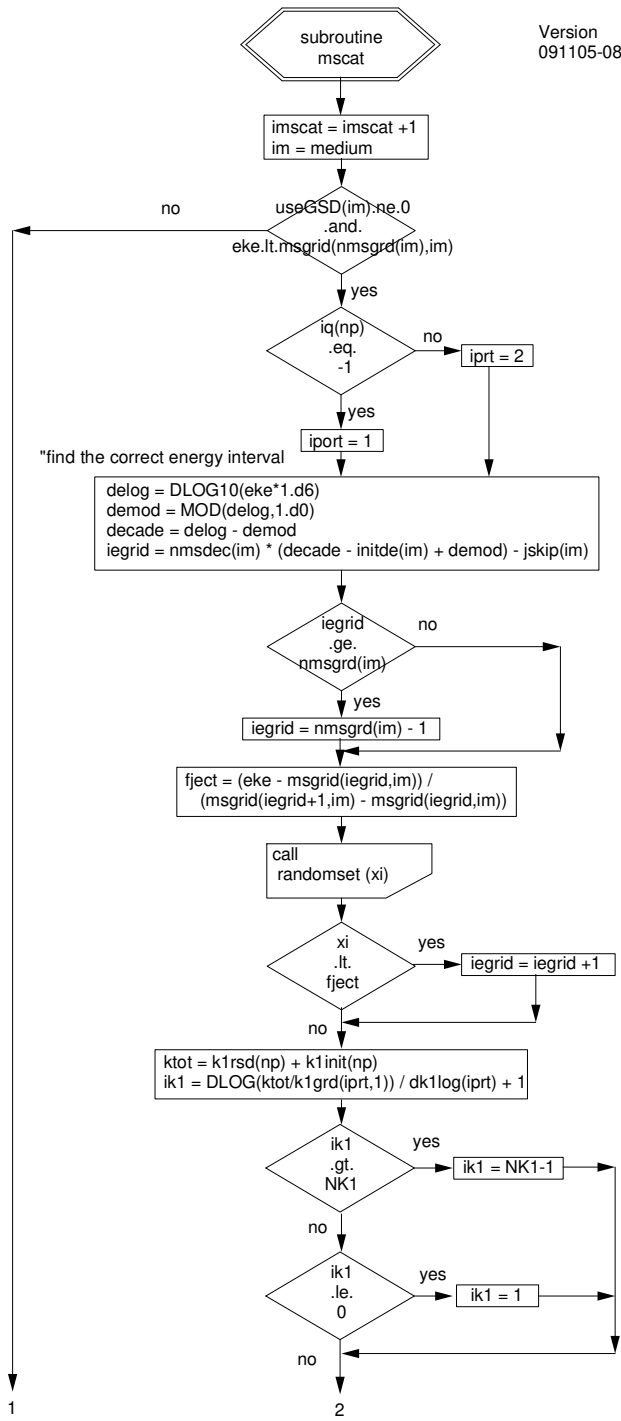 subroutine
mscat
Version
091105-08
imscat = imscat +1
im = medium
no
useGSD(im).ne.0
.and.
eke.lt.msgrid(nmsgrd(im),im)
yes
iq(np)
.eq.
-1
no
iprt = 2
yes
iport = 1
"find the correct energy interval
delog = DLOG10(eke*1.d6)
demod = MOD(delog,1.d0)
decade = delog - demod
iegrid = nmsdec(im) * (decade - initde(im) + demod) - jskip(im)
iegrid
.ge.
nmsgrd(im)
no
yes
iegrid = nmsgrd(im) - 1
fject = (eke - msgrid(iegrid,im)) /
(msgrid(iegrid+1,im) - msgrid(iegrid,im))
call
randomset (xi)
xi
.lt.
fject
yes
iegrid = iegrid +1
no
ktot = k1rsd(np) + k1init(np)
ik1 = DLOG(ktot/k1grd(iprt,1)) / dk1log(iprt) + 1
ik1
.gt.
NK1
yes
ik1 = NK1-1
no
ik1
.le.
0
yes
ik1 = 1
no
1
2